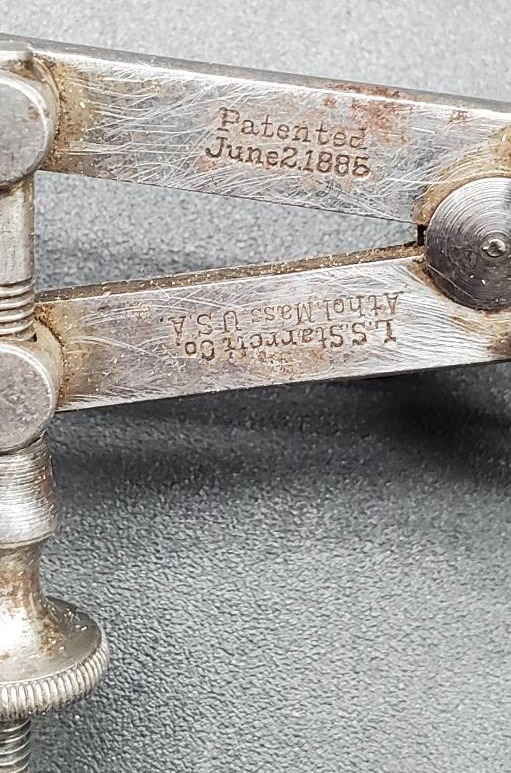 Patented
June 2.1885
L.S.Starrett Co
Athol,Mass U.S.A.